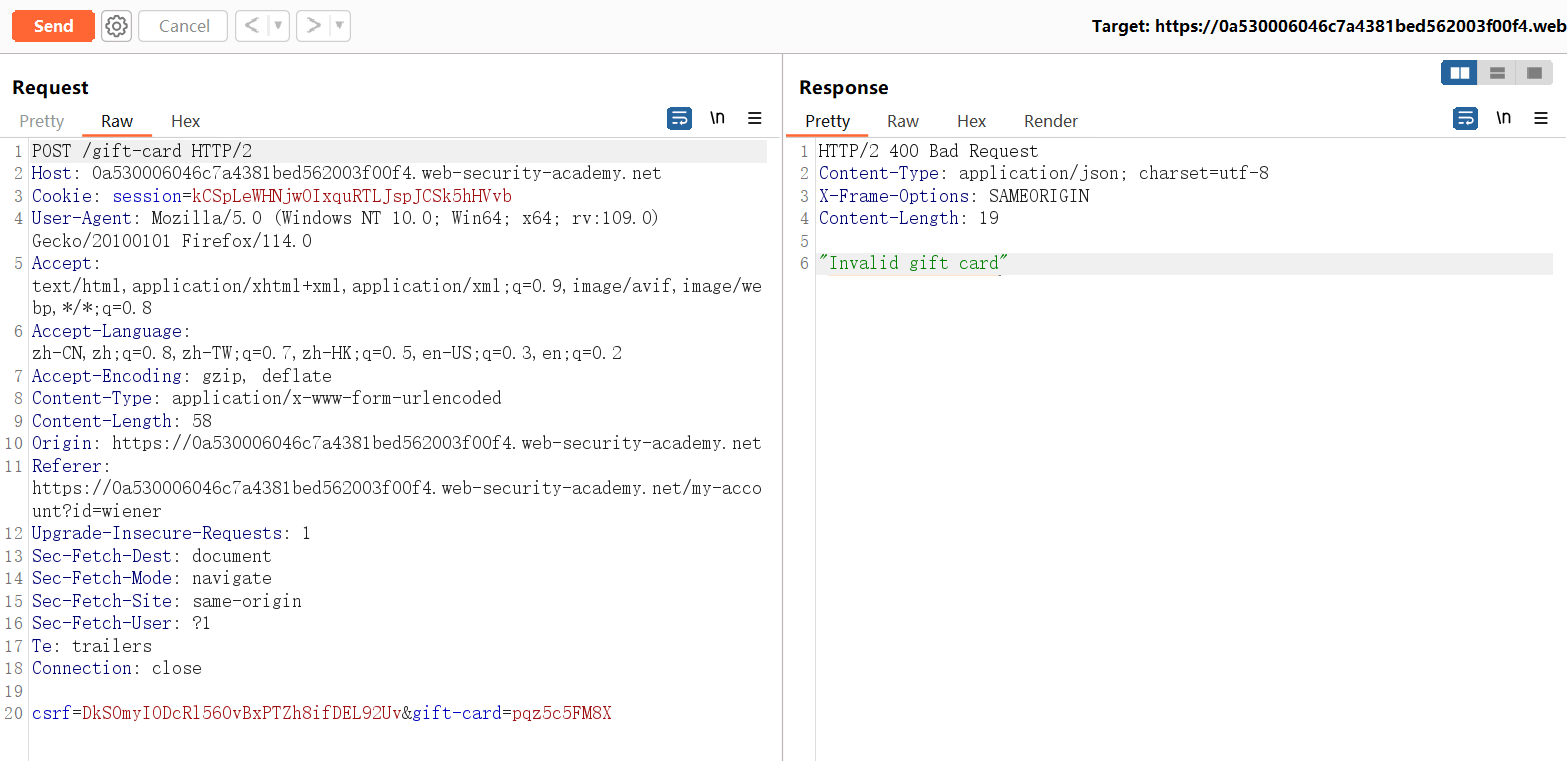 Send
Cancel
<
>
Target: https://0a530006046c7a4381bed562003f00f4.web
Request
Pretty
Raw
Hex
\n
1 POST /gift-card HTTP/2
2 Host: 0a530006046c7a4381bed562003f00f4.web-security-academy.net
3 Cookie: session=kCSpLeWHNjw0IxquRTLJspJCSk5hHVvb
4 User-Agent: Mozilla/5.0 (Windows NT 10.0; Win64; x64; rv:109.0)
Gecko/20100101 Firefox/114.0
5 Accept:
text/html,application/xhtml+xml,application/xml;q=0.9,image/avif,image/we
bp,*/*;q=0.8
6 Accept-Language:
zh-CN,zh;q=0.8,zh-TW;q=0.7,zh-HK;q=0.5,en-US;q=0.3,en;q=0.2
7 Accept-Encoding: gzip, deflate
8 Content-Type: application/x-www-form-urlencoded
9 Content-Length: 58
10 Origin: https://0a530006046c7a4381bed562003f00f4.web-security-academy.net
11 Referer:
https://0a530006046c7a4381bed562003f00f4.web-security-academy.net/my-acco
unt?id=wiener
12 Upgrade-Insecure-Requests: 1
13 Sec-Fetch-Dest: document
14 Sec-Fetch-Mode: navigate
15 Sec-Fetch-Site: same-origin
16 Sec-Fetch-User: ?1
17 Te: trailers
18 Connection: close
19
20 csrf=DkSOmyIODcRl56OvBxPTZh8ifDEL92Uv&gift-card=pqz5c5FM8X
Response
Pretty
Raw
Hex
Render
\n
1 HTTP/2 400 Bad Request
2 Content-Type: application/json; charset=utf-8
3 X-Frame-Options: SAMEORIGIN
4 Content-Length: 19
5
6 "Invalid gift card"